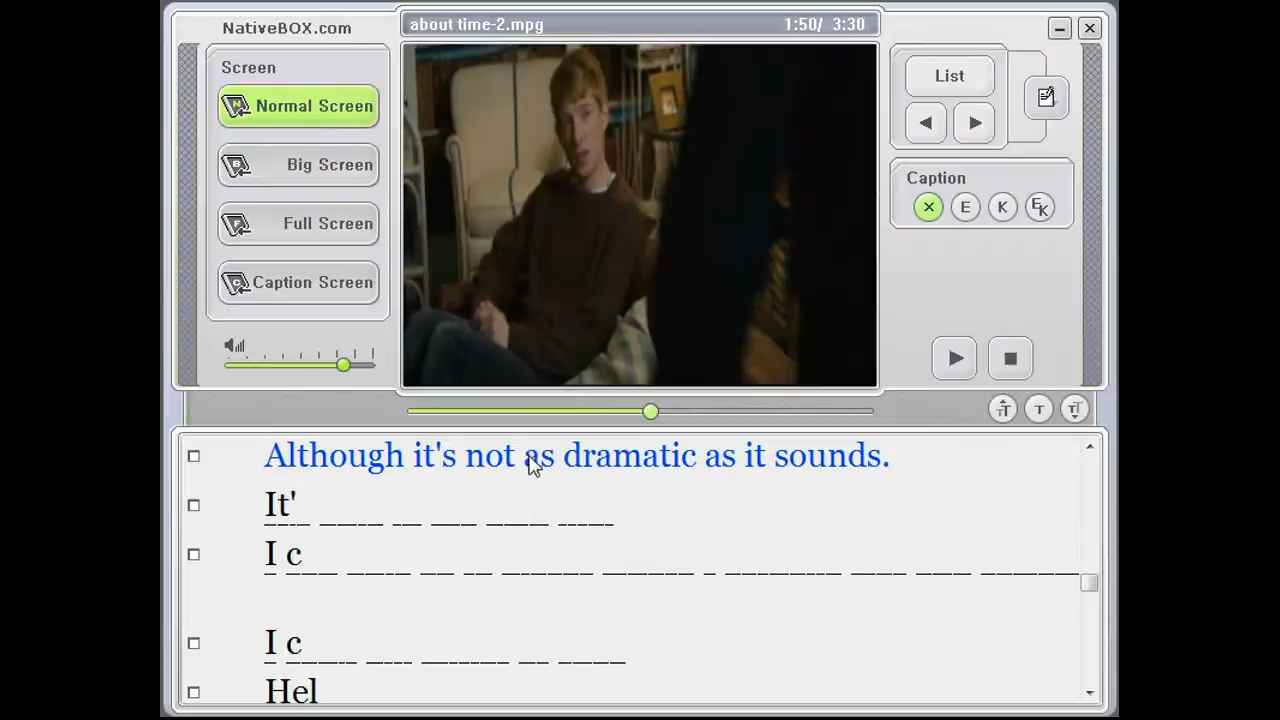 NativeBOX.com
about time-2.mpg 1:50/ 3:30
Screen
Normal Screen
Big Screen
Full Screen
Caption Screen
List
Caption
X E K EK
T T T
Although it's not as dramatic as it sounds.
It'
I c
I c
Hel